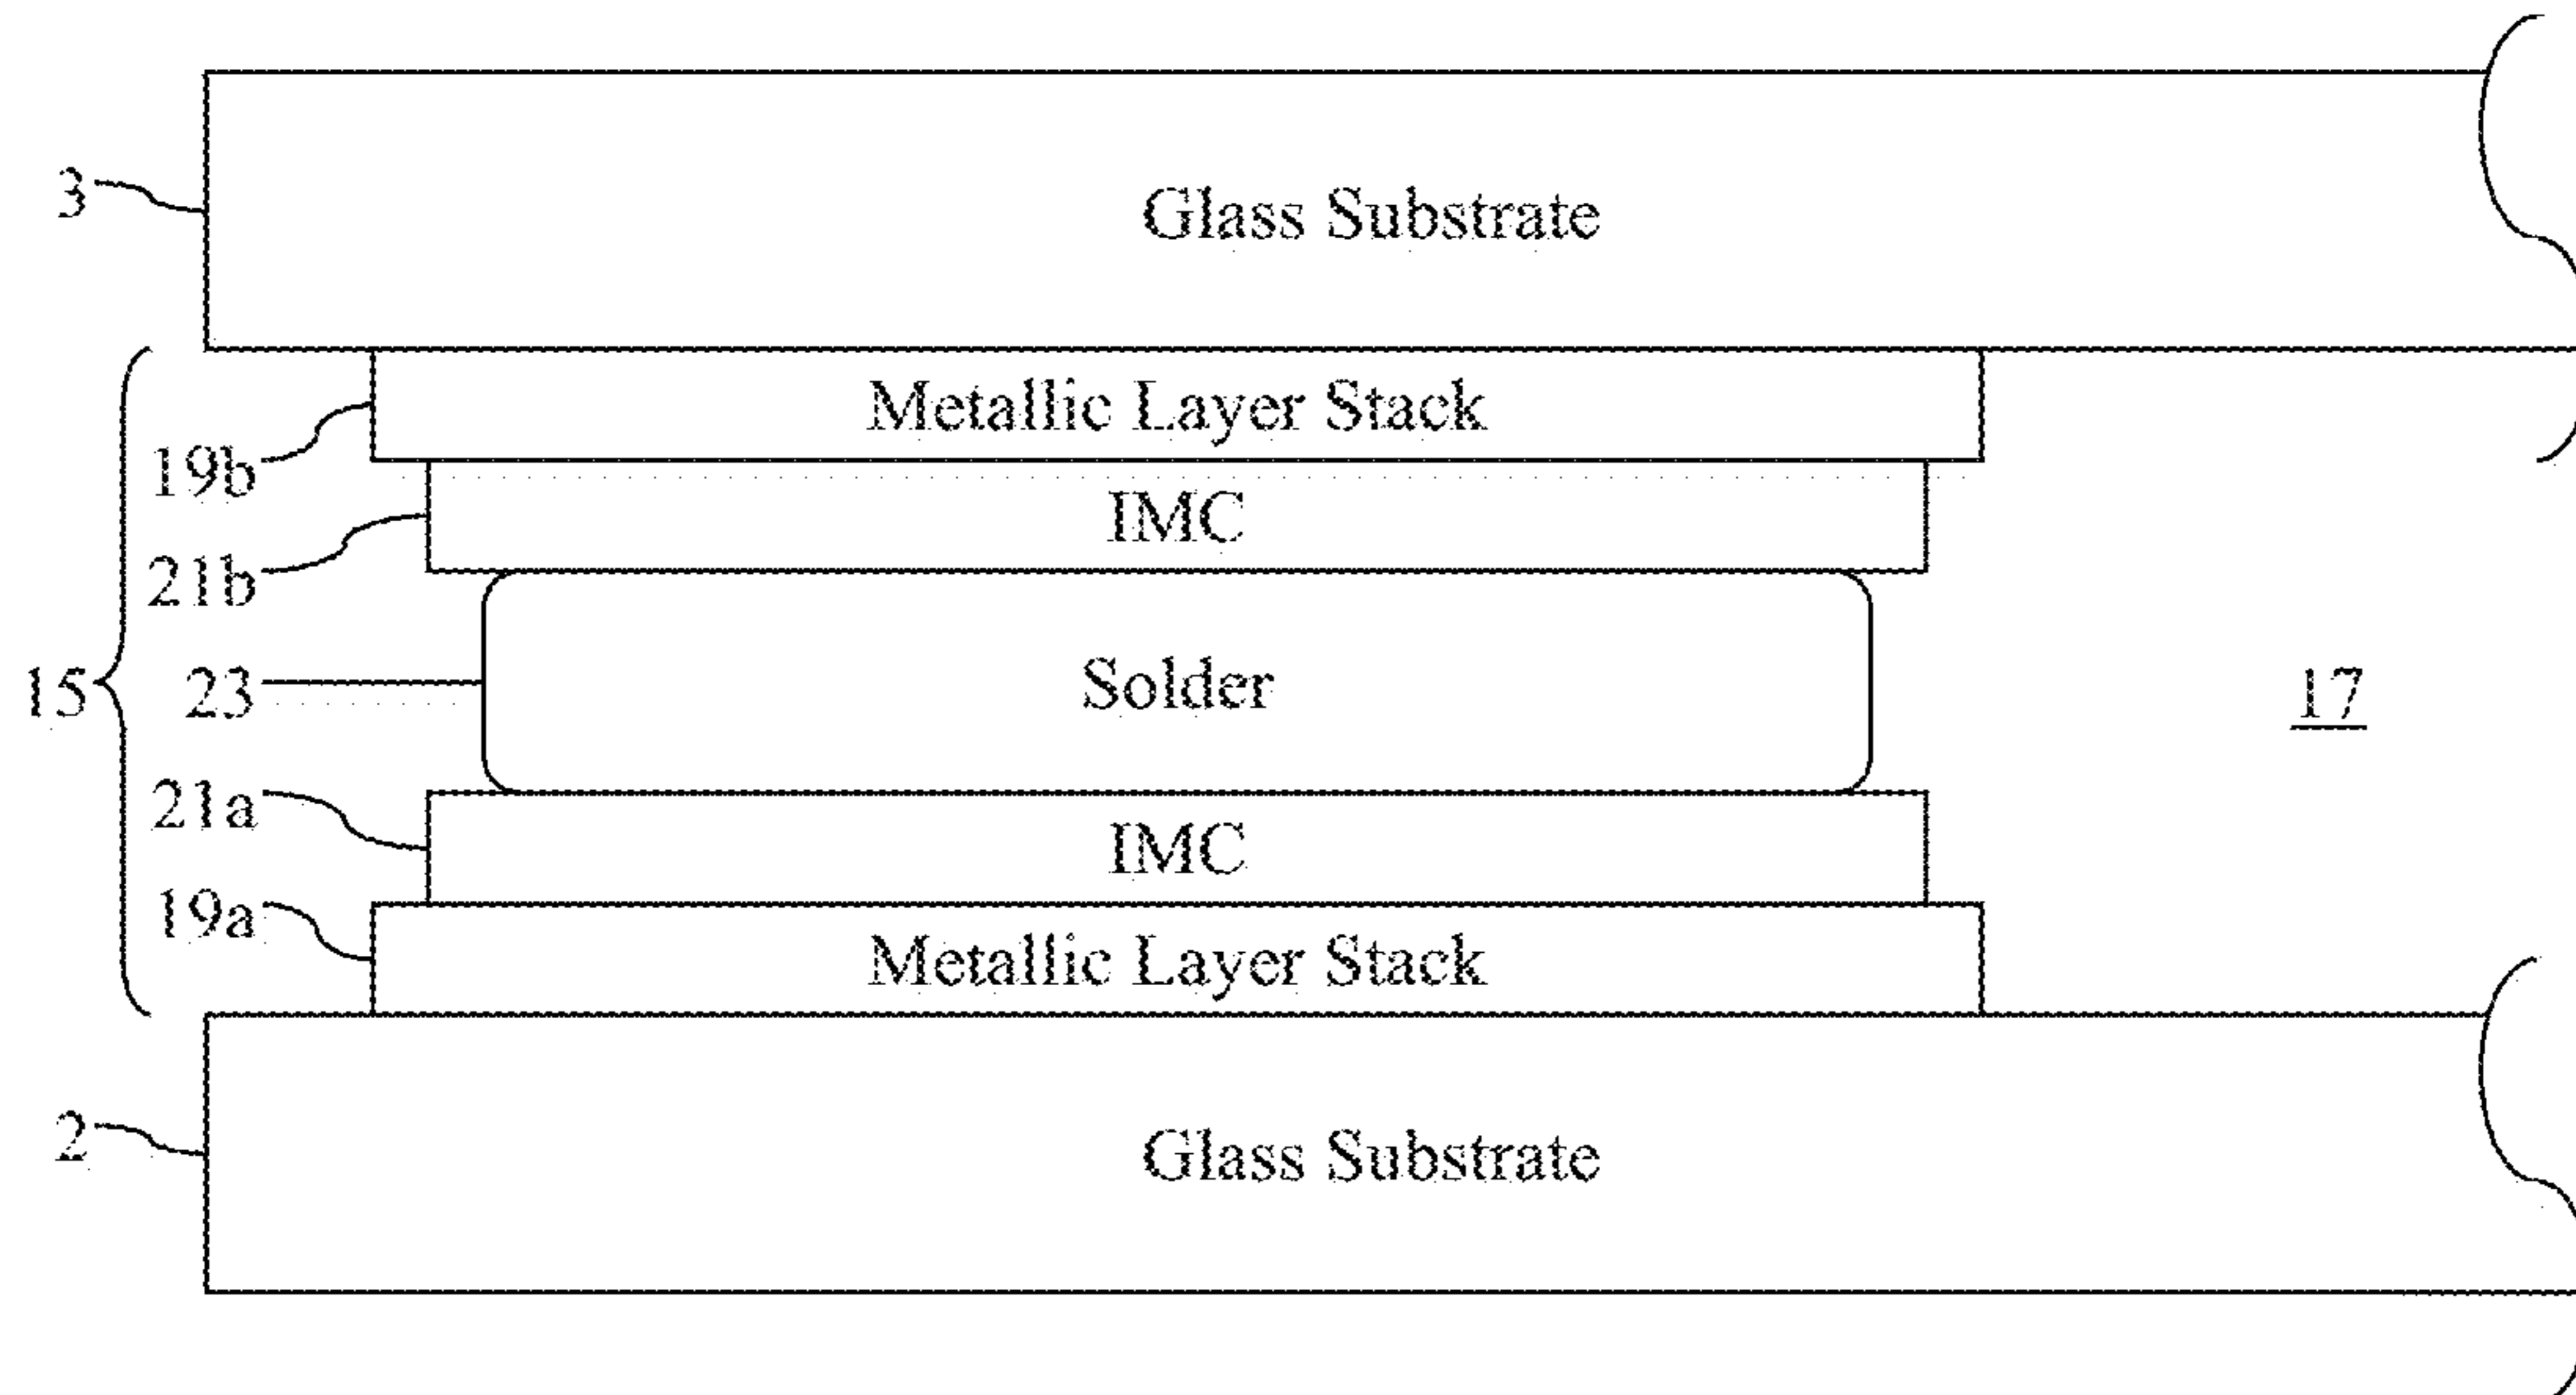 3
Glass Substrate
Metallic Layer Stack
19b
IMC
21b
15
23
Solder
17
21a
IMC
19a
Metallic Layer Stack
2
Glass Substrate